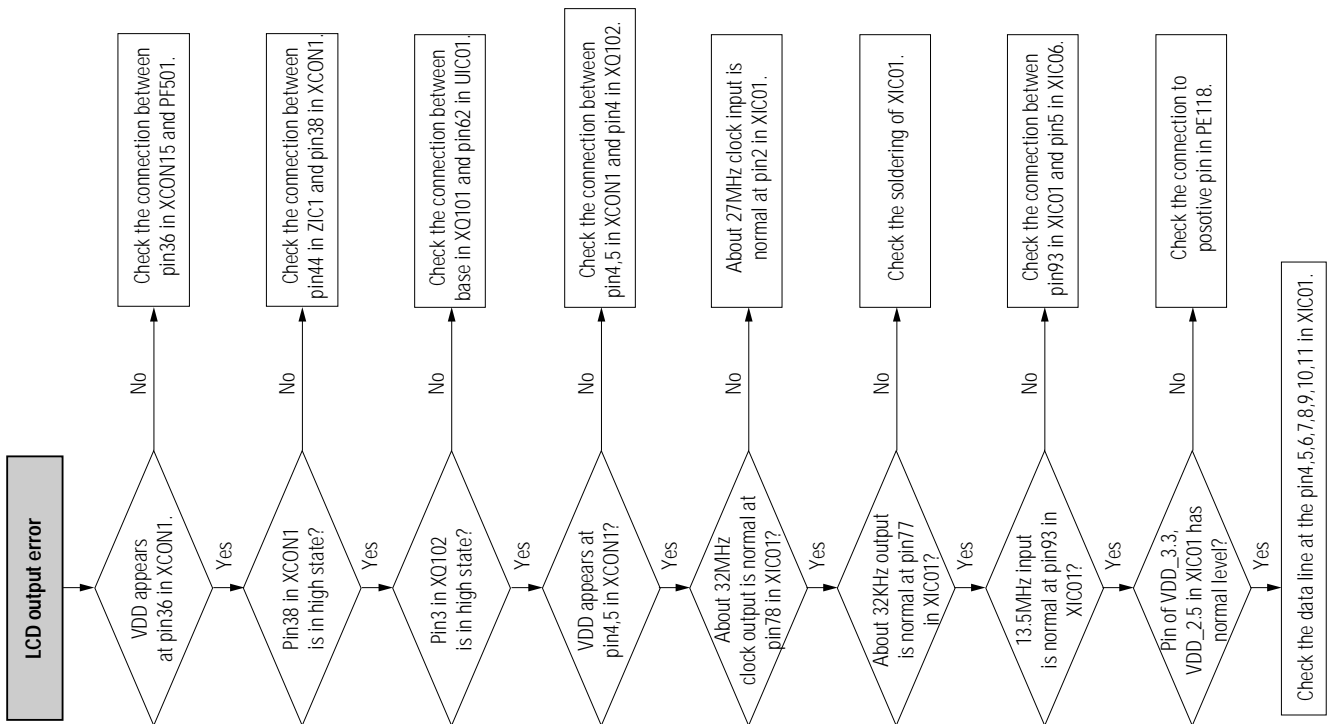 LCD output error
VDD appears
at pin36 in XCON1.
No
Check the connection between
pin36 in XCON15 and PF501.
Yes
Pin38 in XCON1
is in high state?
No
Check the connection between
pin44 in ZIC1 and pin38 in XCON1.
Yes
Pin3 in XQ102
is in high state?
No
Check the connection between
base in XQ101 and pin62 in UIC01.
Yes
VDD appears at
pin4,5 in XCON1?
No
Check the connection between
pin4,5 in XCON1 and pin4 in XQ102.
Yes
About 32MHz
clock output is normal at
pin78 in XIC01?
No
About 27MHz clock input is
normal at pin2 in XIC01.
Yes
About 32KHz output
is normal at pin77
in XIC01?
No
Check the soldering of XIC01.
Yes
13.5MHz input
is normal at pin93 in
XIC01?
No
Check the connection between
pin93 in XIC01 and pin5 in XIC06.
Yes
Pin of VDD_3.3,
VDD_2.5 in XIC01 has
normal level?
No
Check the connection to
posotive pin in PE118.
Yes
Check the data line at the pin4,5,6,7,8,9,10,11 in XIC01.